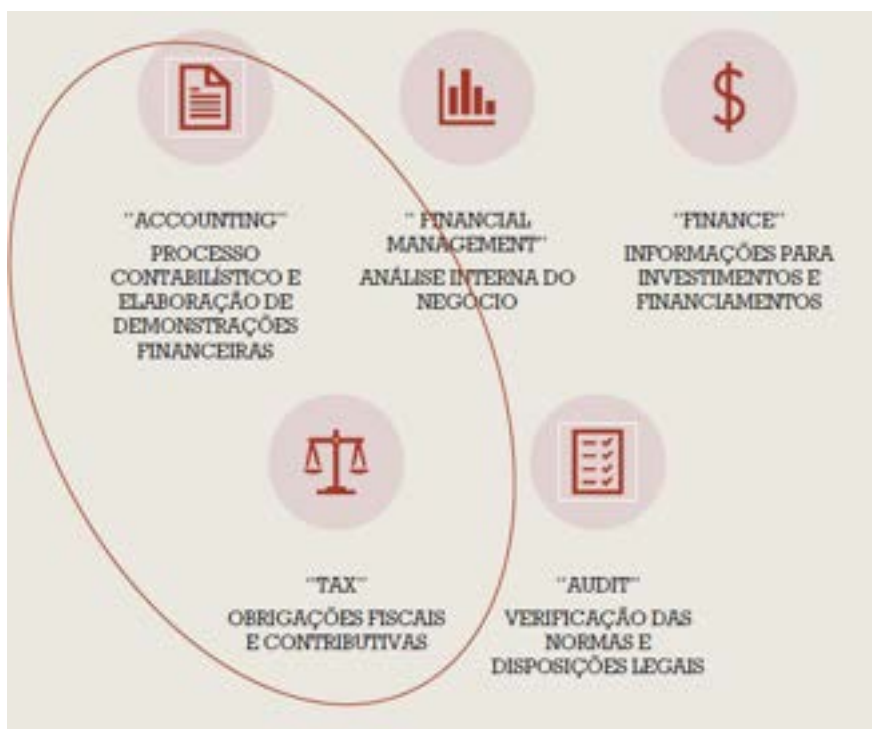 "ACCOUNTING"
PROCESSO
CONTABILÍSTICO E
ELABORAÇÃO DE
DEMONSTRAÇÕES
FINANCEIRAS
" FINANCIAL
MANAGEMENT"
ANÁLISE INTERNA DO
NEGÓCIO
"FINANCE"
INFORMAÇÕES PARA
INVESTIMENTOS E
FINANCIAMENTOS
"TAX"
OBRIGAÇÕES FISCAIS
E CONTRIBUTIVAS
"AUDIT"
VERIFICAÇÃO DAS
NORMAS E
DISPOSIÇÕES LEGAIS